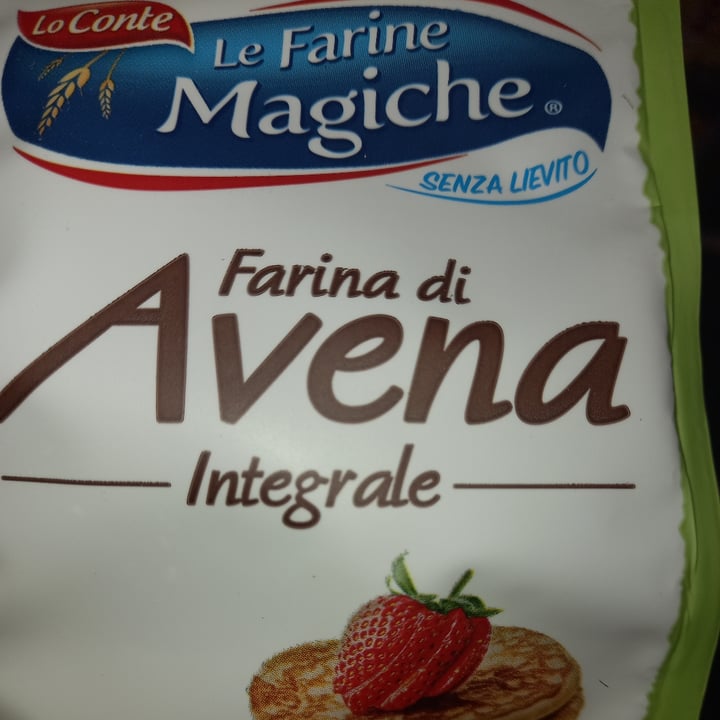 Lo Conte
Le Farine
Magiche®
SENZA LIEVITO
Farina di
Avena
Integrale